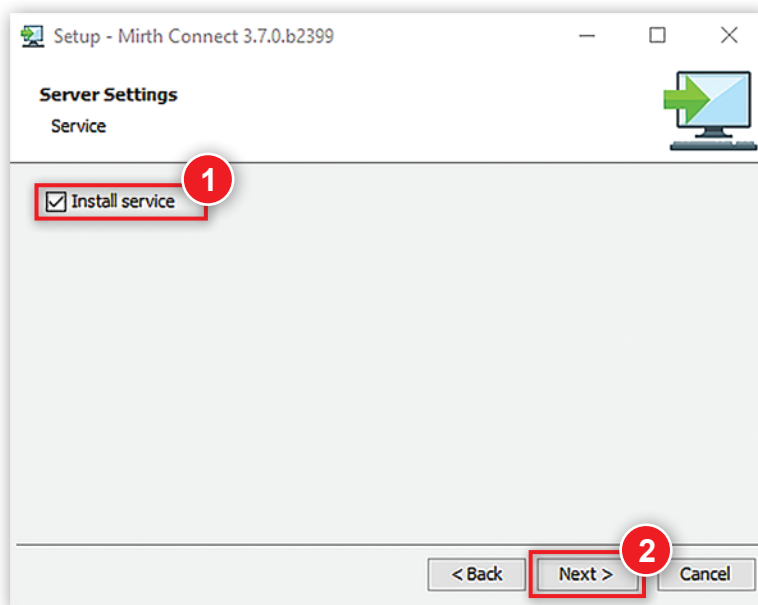 Setup - Mirth Connect 3.7.0.b2399
Server Settings
Service
1
Install service
2
< Back Next > Cancel